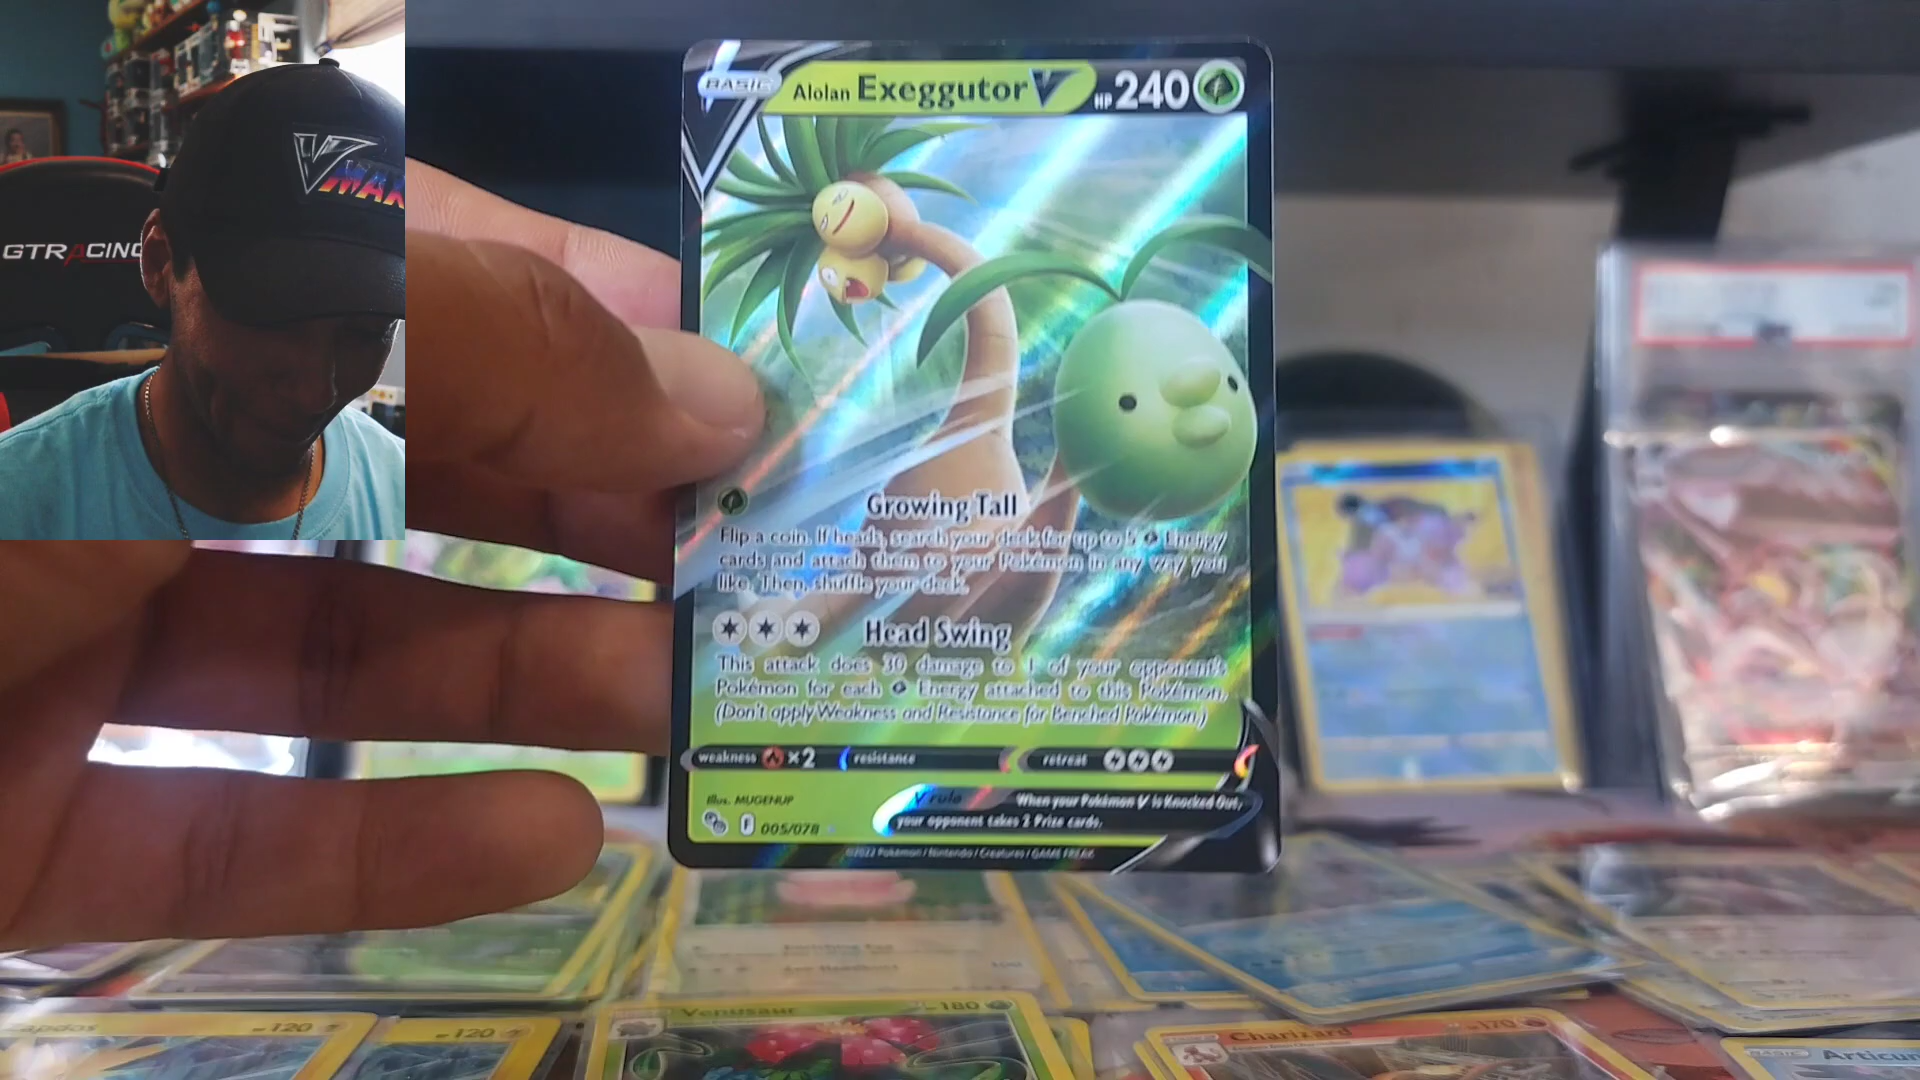 VMAX
GTRACING
BASIC
Alolan Exeggutor V HP 240
Growing Tall
Flip a coin. If heads, search your deck for up to 5 Energy
cards and attach them to your Pokémon in any way you
like. Then, shuffle your deck.
Head Swing
This attack does 30 damage to 1 of your opponent's
Pokémon for each Energy attached to this Pokémon.
(Don't apply Weakness and Resistance for Benched Pokémon.)
weakness ×2 resistance retreat
Illus. MUGENUP
V rule When your Pokémon V is Knocked Out,
your opponent takes 2 Prize cards.
F 005/078
©2022 Pokémon / Nintendo / Creatures / GAME FREAK
apdos 120
120
Venusaur 180
Charizard 170
BASIC Articun